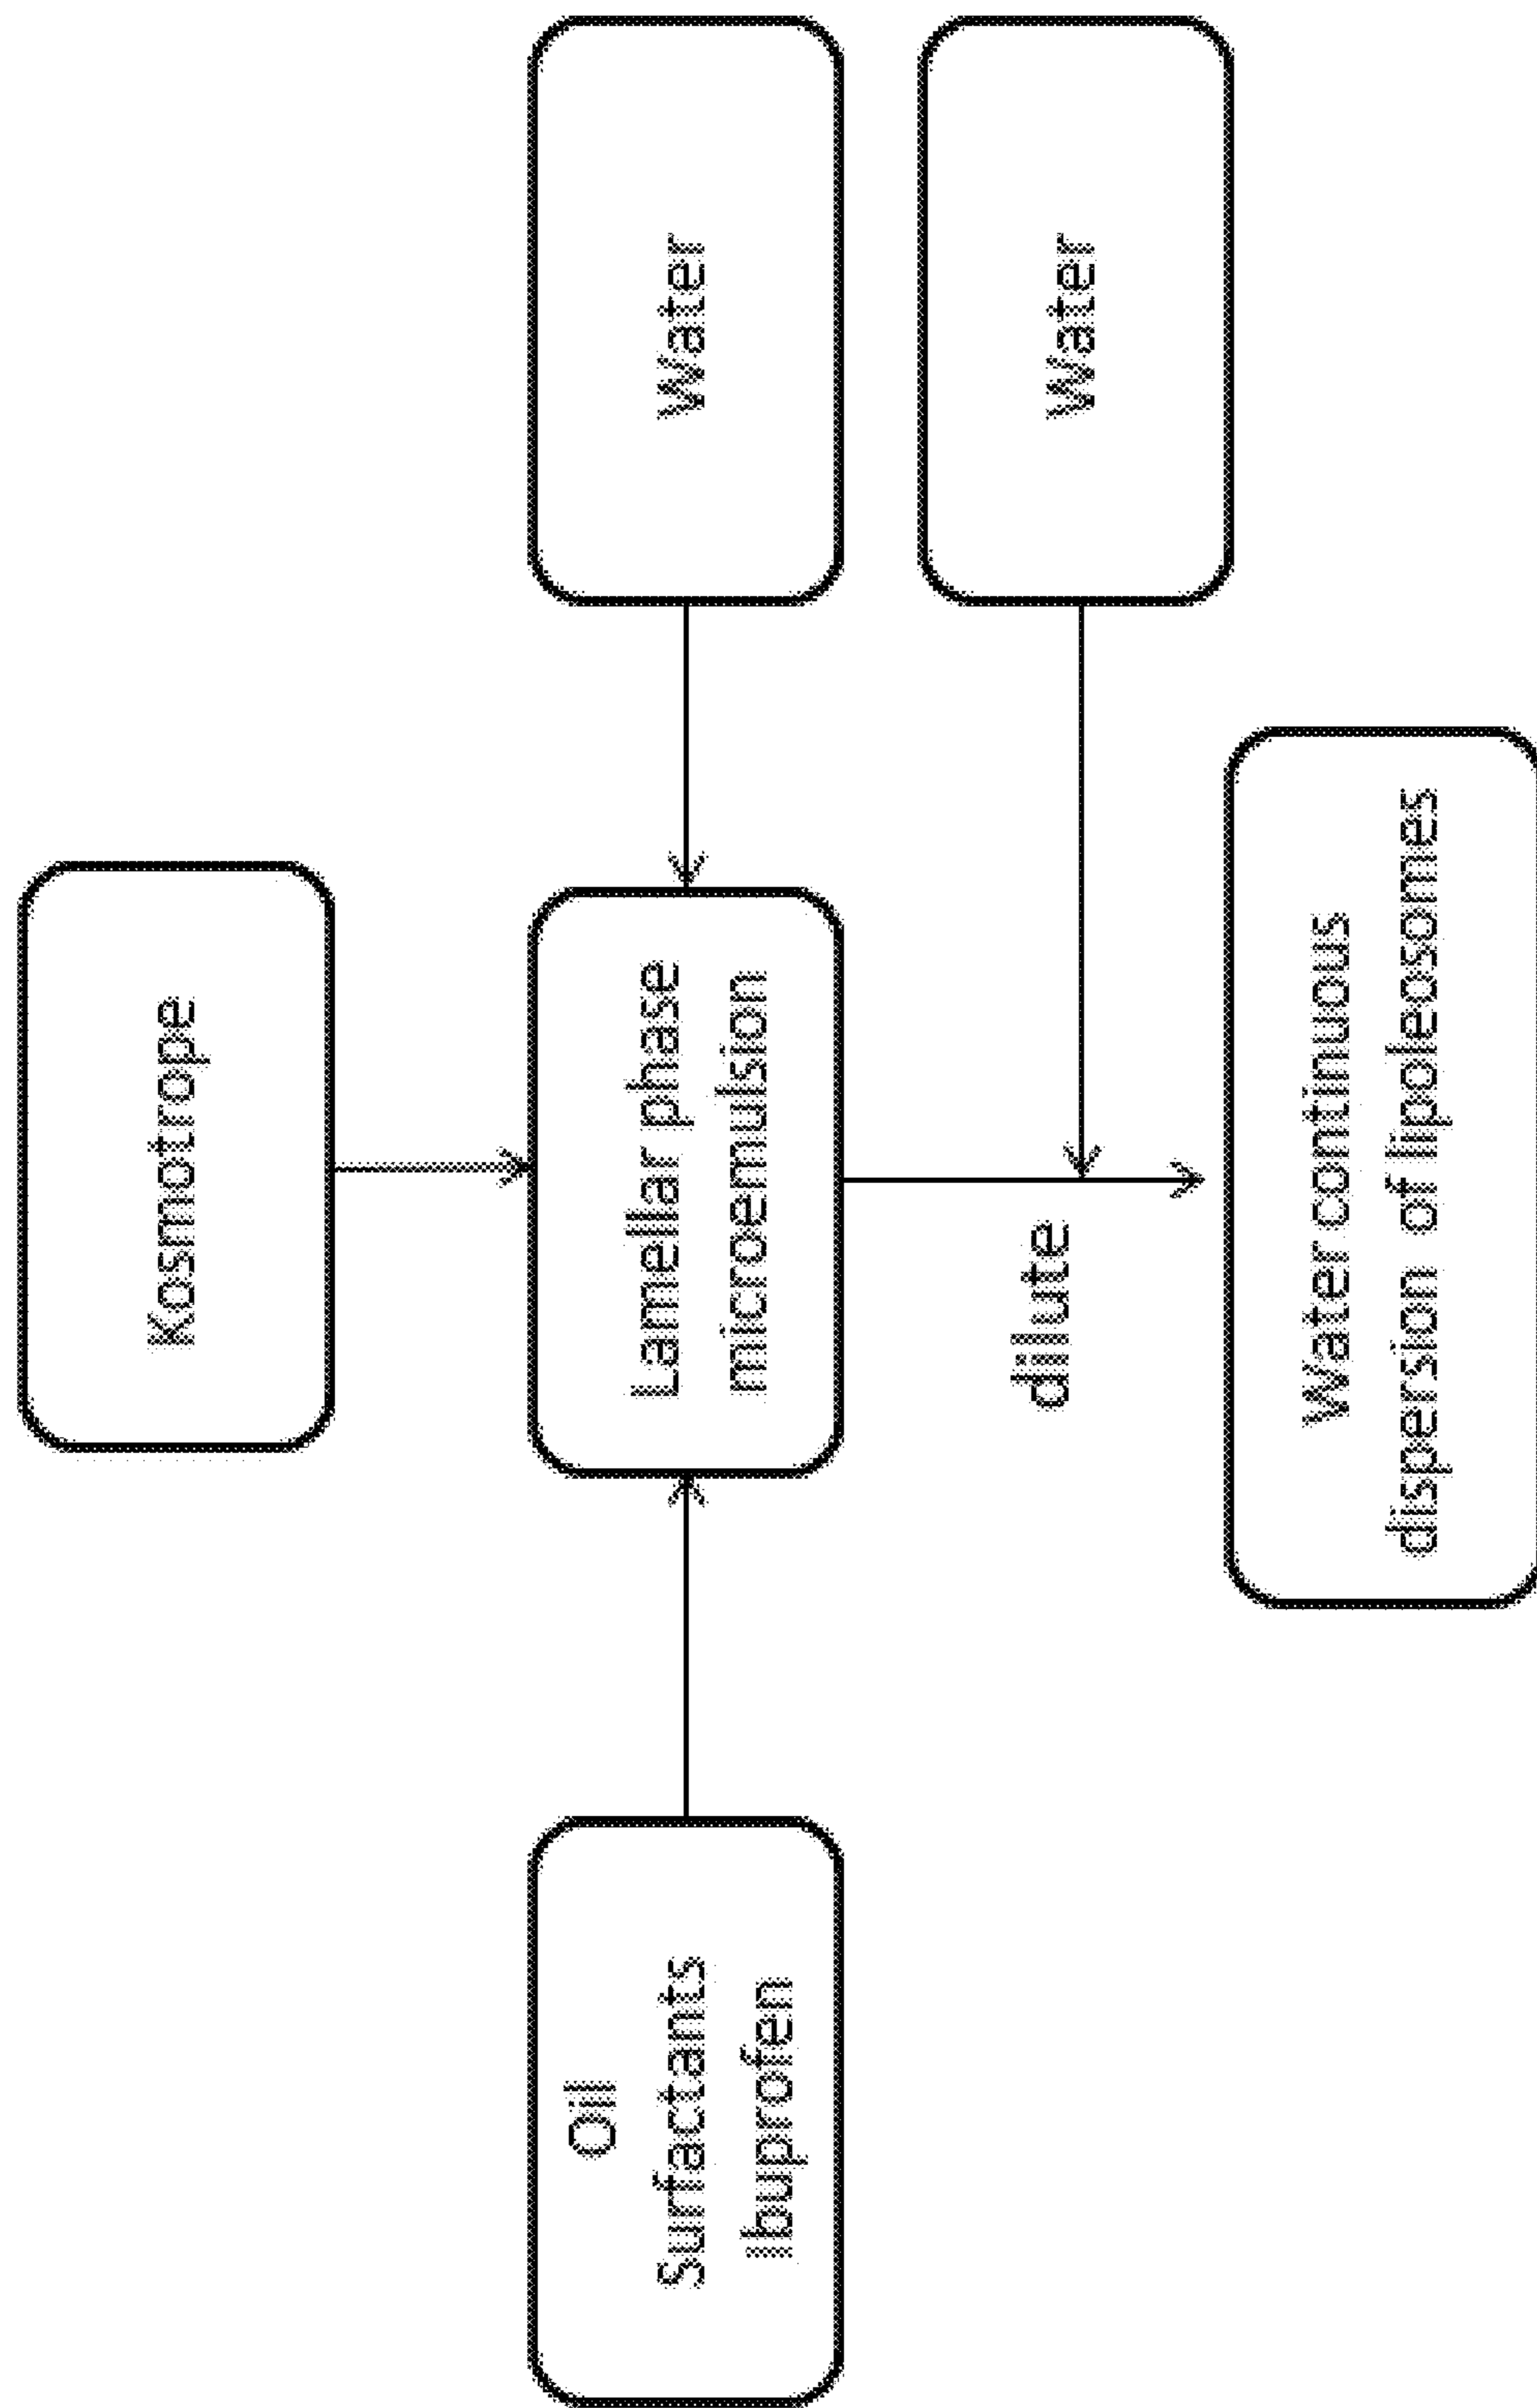 Kosmotrope
Oil
Surfactants
Ibuprofen
Lamellar phase
microemulsion
Water
dilute
Water
Water continuous
dispersion of lipoleosomes